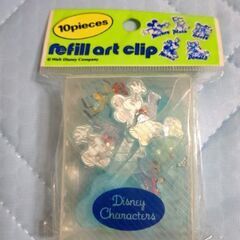 10pieces
refill art clip
© Walt Disney Company
Disney
Characters